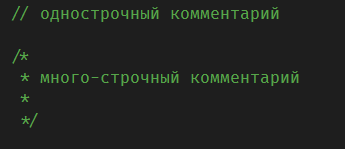 // однострочный комментарий

/*
 * много-строчный комментарий
 *
 */